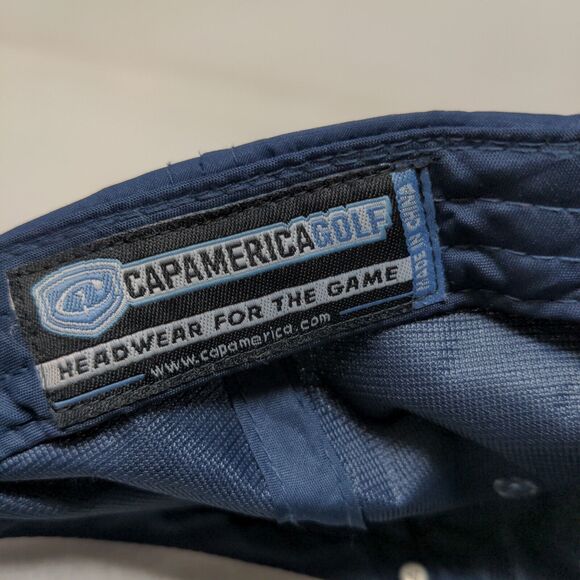 CAPAMERICAGOLF
HEADWEAR FOR THE GAME
www.capamerica.com
MADE IN CHINA